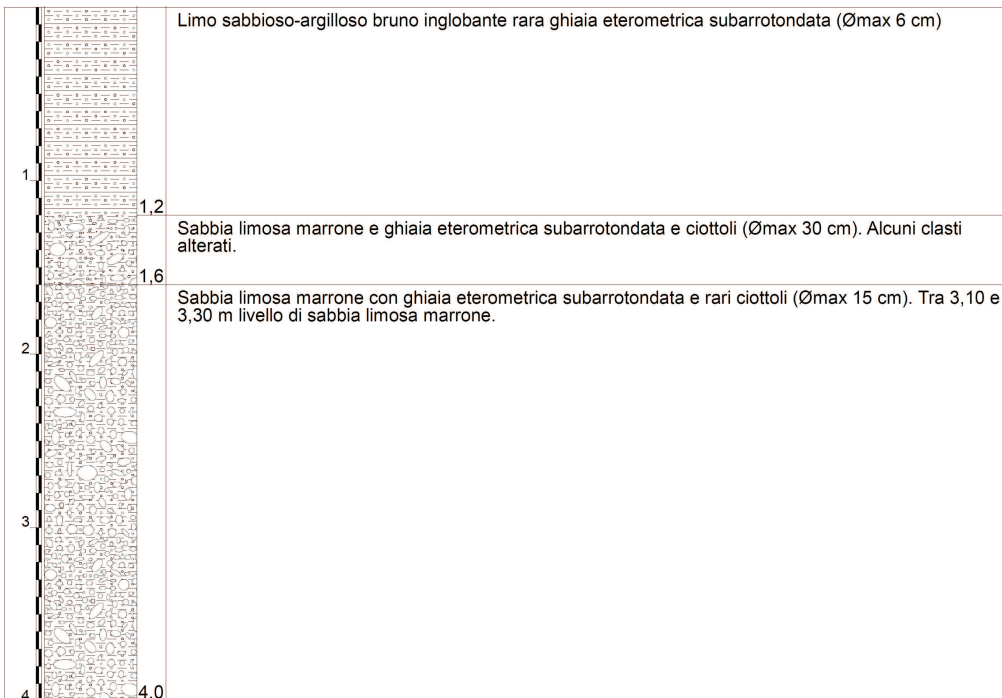 Limo sabbioso-argilloso bruno inglobante rara ghiaia eterometrica subarrotondata (Ømax 6 cm)
1
1,2
Sabbia limosa marrone e ghiaia eterometrica subarrotondata e ciottoli (Ømax 30 cm). Alcuni clasti
alterati.
1,6
Sabbia limosa marrone con ghiaia eterometrica subarrotondata e rari ciottoli (Ømax 15 cm). Tra 3,10 e
3,30 m livello di sabbia limosa marrone.
2
3
4
4,0